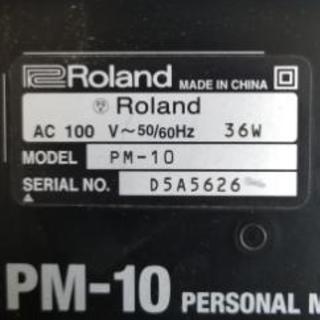 Roland MADE IN CHINA
Roland
AC 100 V~50/60Hz 36W
MODEL PM-10
SERIAL NO. D5A5626
PM-10 PERSONAL M